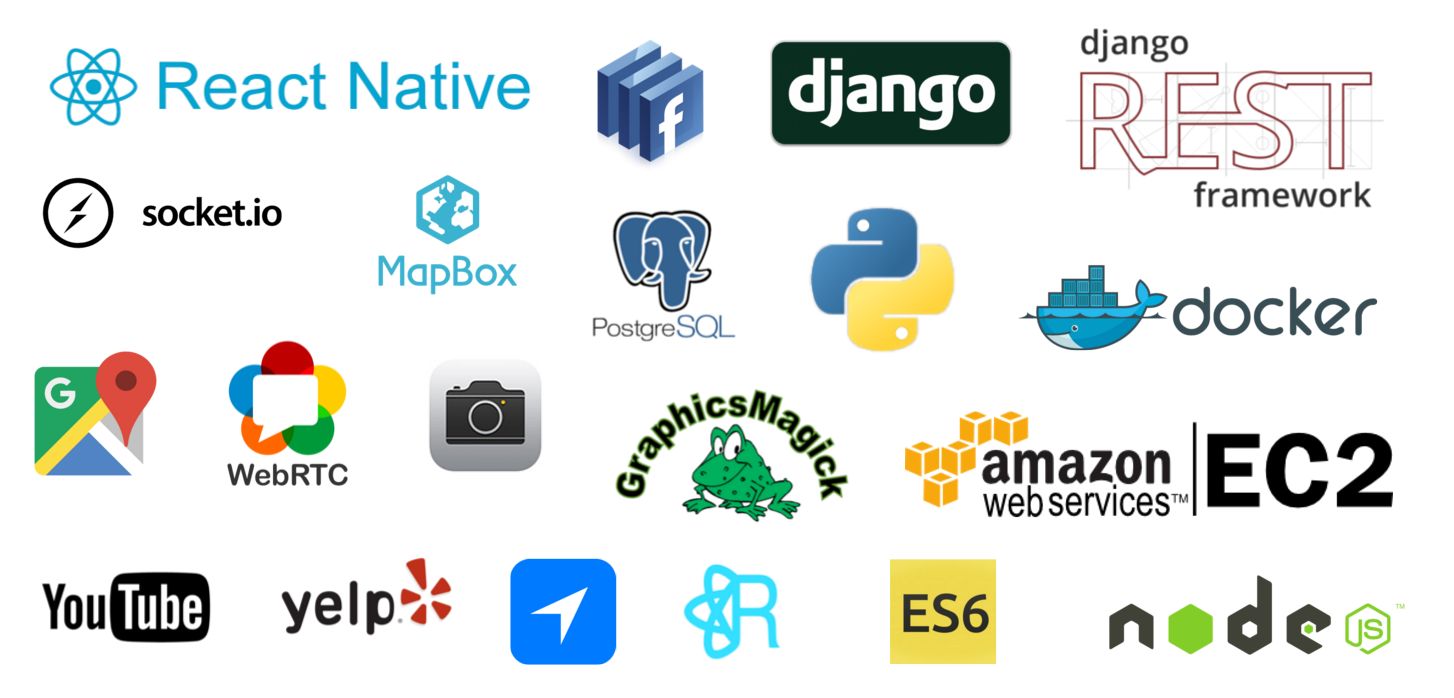 React Native
f
django
django
REST
framework
socket.io
MapBox
PostgreSQL
docker
G
WebRTC
GraphicsMagick
amazon
web services™
EC2
YouTube
yelp
R
ES6
node
JS
™